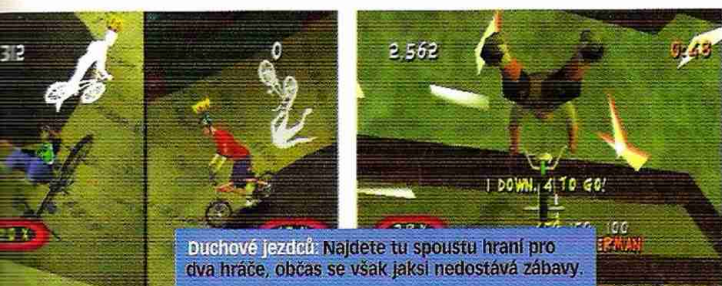 312
0
2,562
0:48
1 DOWN, 4 TO GO!
100
ERMAN
Duchové jezdců: Najdete tu spoustu hraní pro
dva hráče, občas se však jaksi nedostává zábavy.